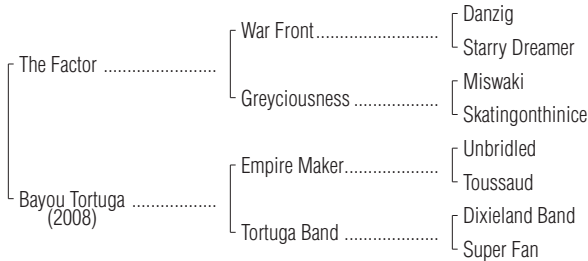 Danzig
War Front
Starry Dreamer
The Factor
Miswaki
Greyciousness
Skatingonthinice
Unbridled
Empire Maker
Toussaud
Bayou Tortuga
(2008)
Dixieland Band
Tortuga Band
Super Fan